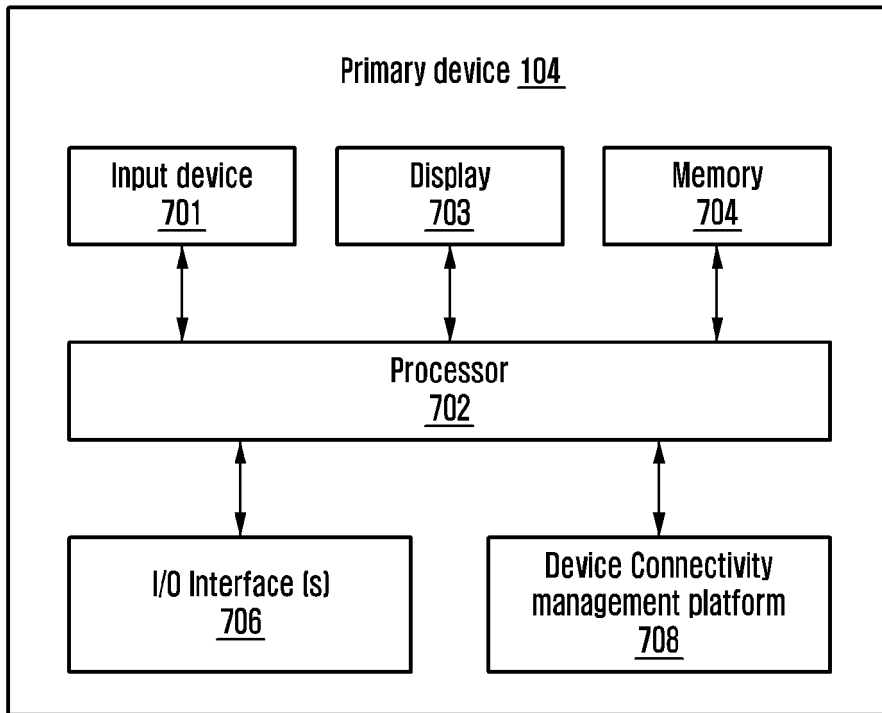 Primary device 104
Input device
701
Display
703
Memory
704
Processor
702
I/O Interface (s)
706
Device Connectivity
management platform
708